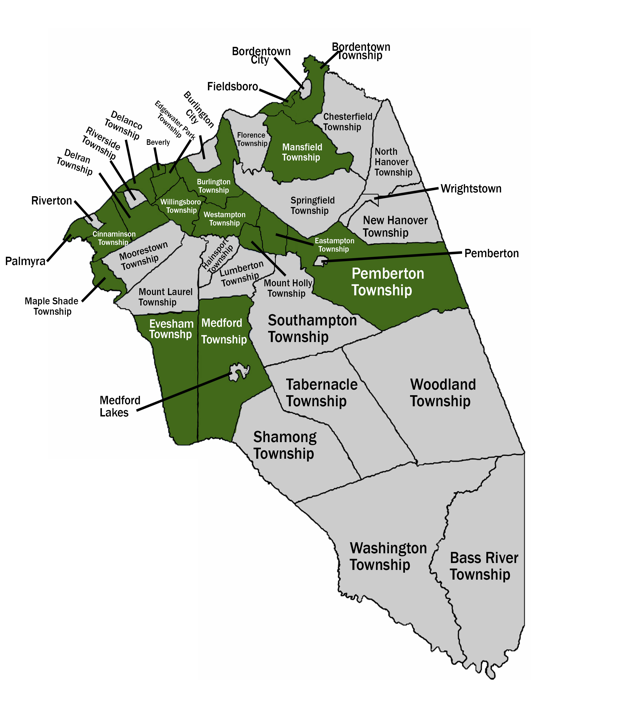 Bordentown
City
Bordentown
Township
Fieldsboro
Burlington
City
Edgewater Park
Township
Delanco
Township
Riverside
Township
Delran
Township
Beverly
Florence
Township
Chesterfield
Township
Mansfield
Township
North
Hanover
Township
Burlington
Township
Wrightstown
Riverton
Willingsboro
Township
Springfield
Township
Westampton
Township
New Hanover
Township
Cinnaminson
Township
Eastampton
Township
Moorestown
Township
Hainsport
Township
Pemberton
Palmyra
Lumberton
Township
Pemberton
Township
Mount Holly
Township
Mount Laurel
Township
Maple Shade
Township
Evesham
Townshp
Medford
Township
Southampton
Township
Medford
Lakes
Tabernacle
Township
Woodland
Township
Shamong
Township
Washington
Township
Bass River
Township